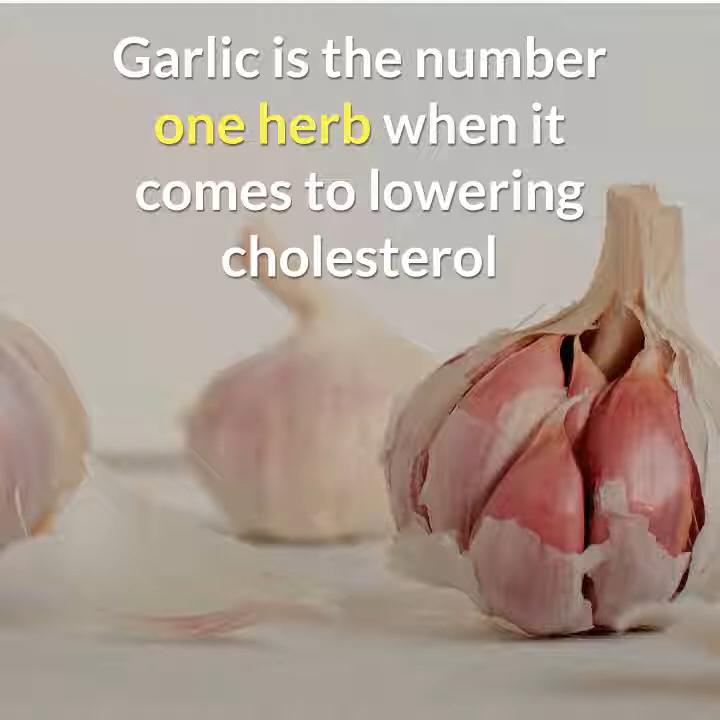 Garlic is the number
one herb when it
comes to lowering
cholesterol